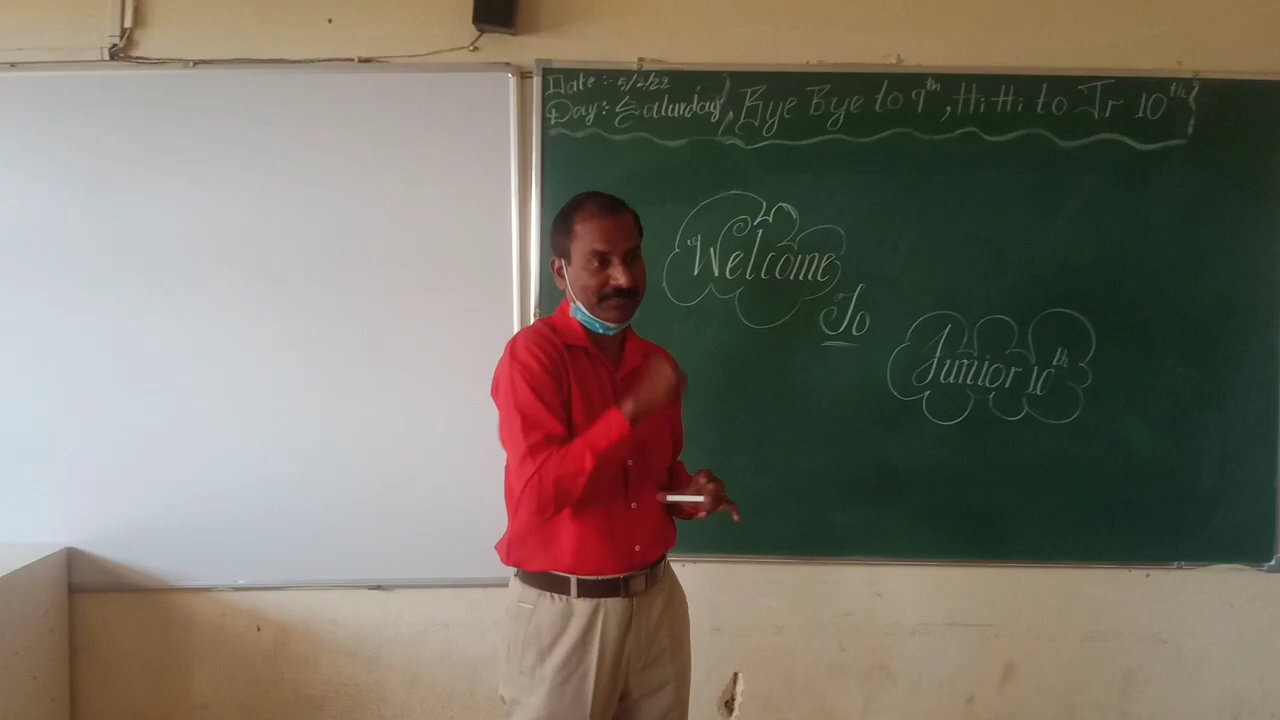 Date :- 5/2/22
Day :- Saturday, Bye Bye to 9th, Hi Hi to Jr 10th
Welcome
To
Junior 10th